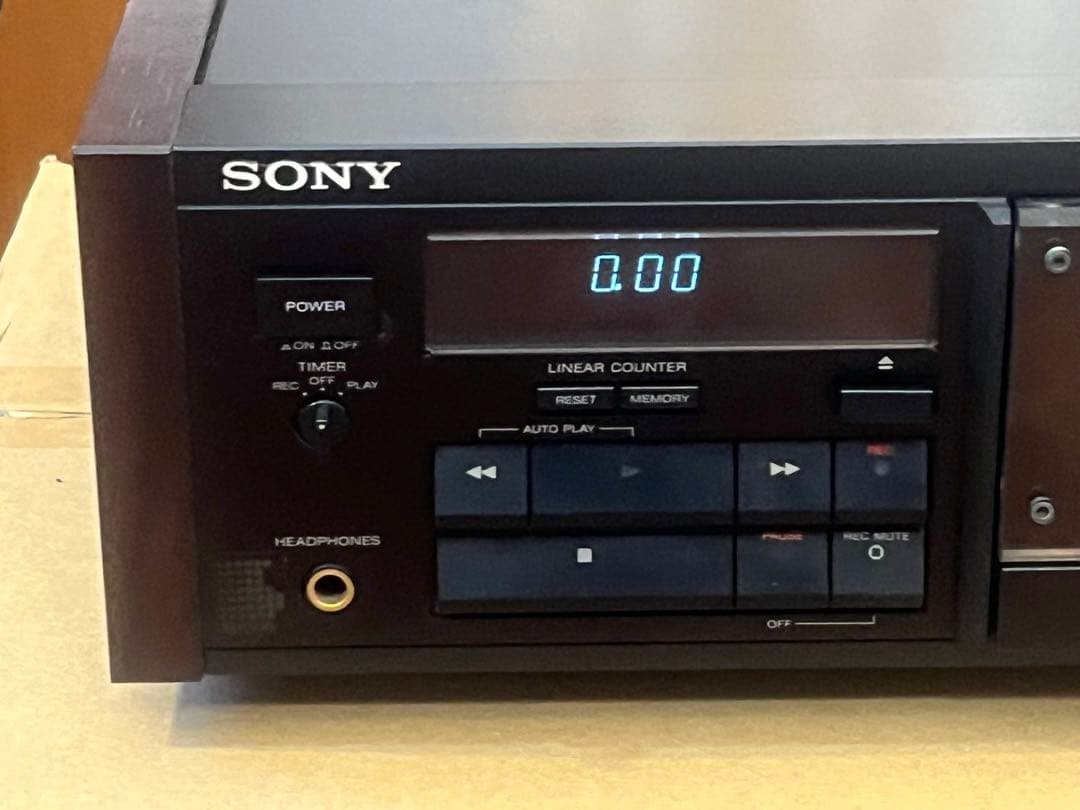 SONY
0.00
POWER
ON OFF
TIMER
REC OFF PLAY
LINEAR COUNTER
RESET MEMORY
AUTO PLAY
REC
PAUSE
REC MUTE
HEADPHONES
OFF